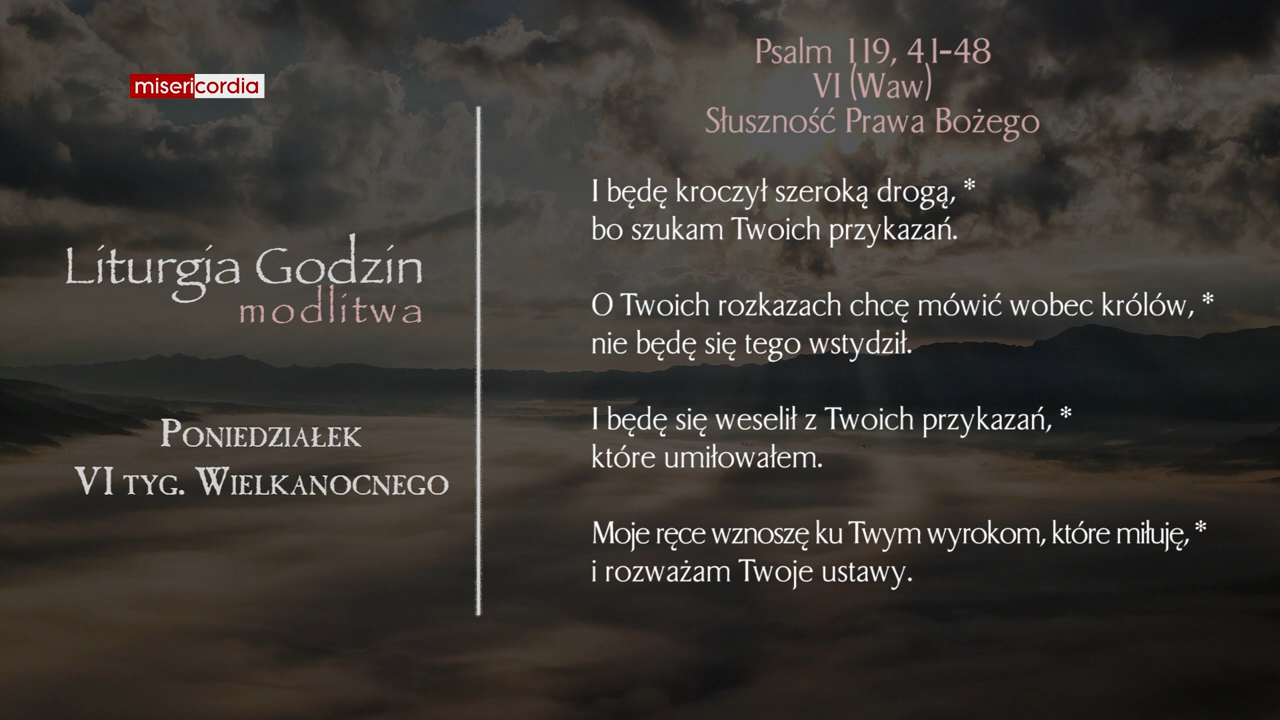 misericordia
Liturgia Godzin
modlitwa
Poniedziałek
VI tyg. Wielkanocnego
Psalm 119, 41-48
VI (Waw)
Słuszność Prawa Bożego
I będę kroczył szeroką drogą, *
bo szukam Twoich przykazań.
O Twoich rozkazach chcę mówić wobec królów, *
nie będę się tego wstydził.
I będę się weselił z Twoich przykazań, *
które umiłowałem.
Moje ręce wznoszę ku Twym wyrokom, które miłuję, *
i rozważam Twoje ustawy.